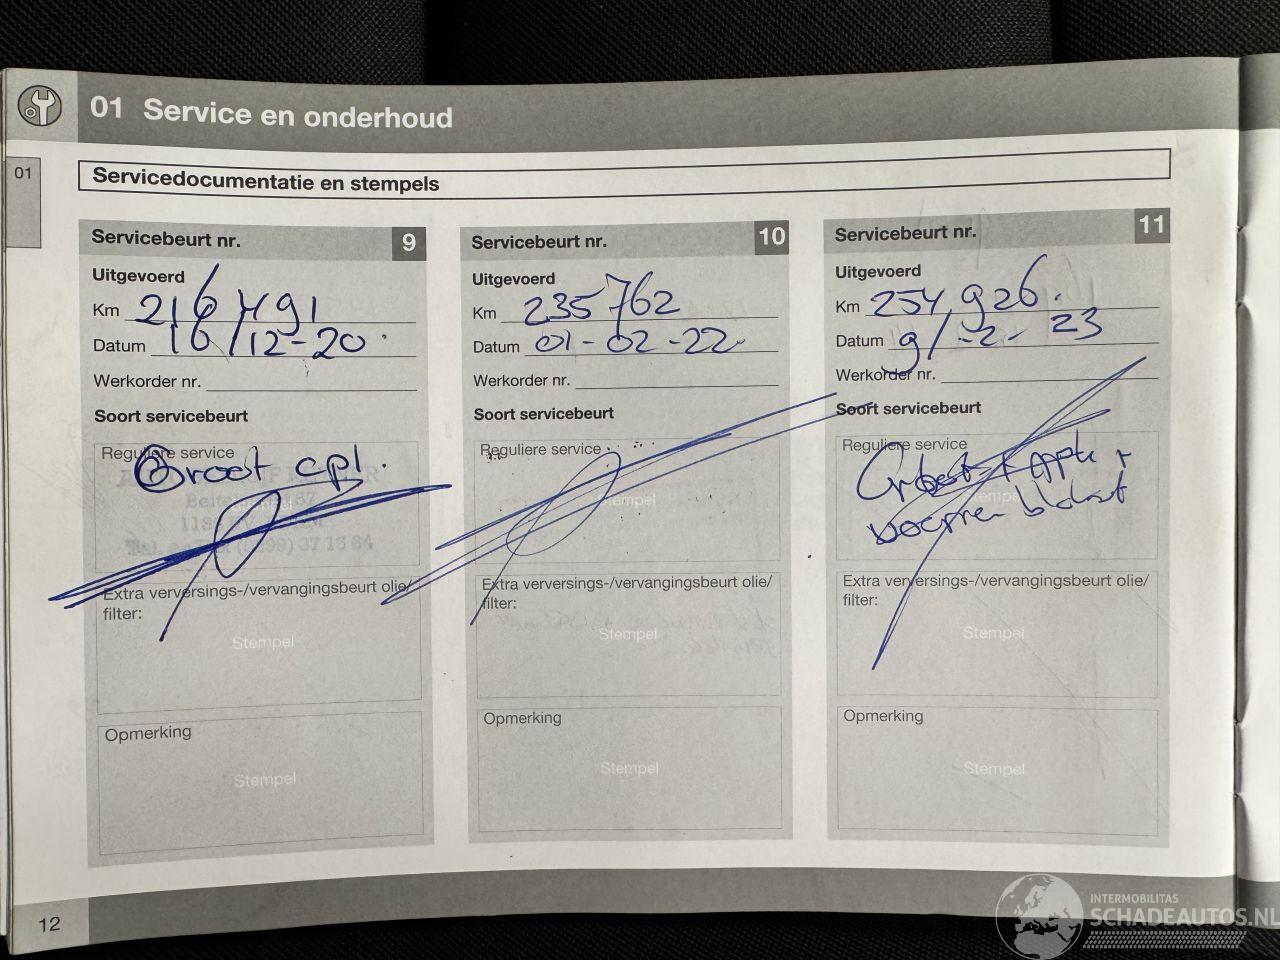 01 Service en onderhoud
01
Servicedocumentatie en stempels
Servicebeurt nr. 9
Uitgevoerd
Km 216491
Datum 16/12-20
Werkorder nr.
Soort servicebeurt
Reguliere service
Groot cpl.
Extra verversings-/vervangingsbeurt olie/
filter:
Stempel
Opmerking
Stempel
Servicebeurt nr. 10
Uitgevoerd
Km 235762
Datum 01-02-22
Werkorder nr.
Soort servicebeurt
Reguliere service
Stempel
Extra verversings-/vervangingsbeurt olie/
filter:
Stempel
Opmerking
Stempel
Servicebeurt nr. 11
Uitgevoerd
Km 254,926.
Datum 9/-2-23
Werkorder nr.
Soort servicebeurt
Reguliere service
Stempel
Extra verversings-/vervangingsbeurt olie/
filter:
Stempel
Opmerking
Stempel
12
INTERMOBILITAS
SCHADEAUTOS.NL